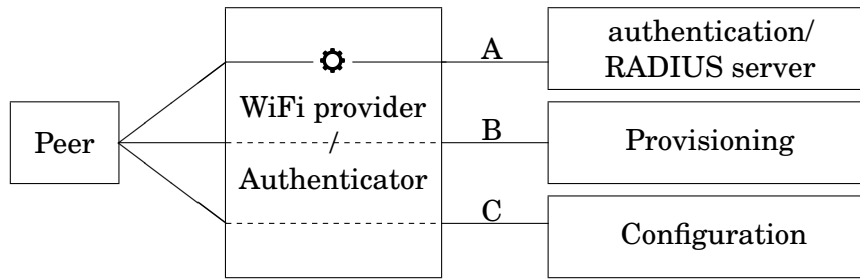 Peer
WiFi provider
/
Authenticator
A
B
C
authentication/
RADIUS server
Provisioning
Configuration